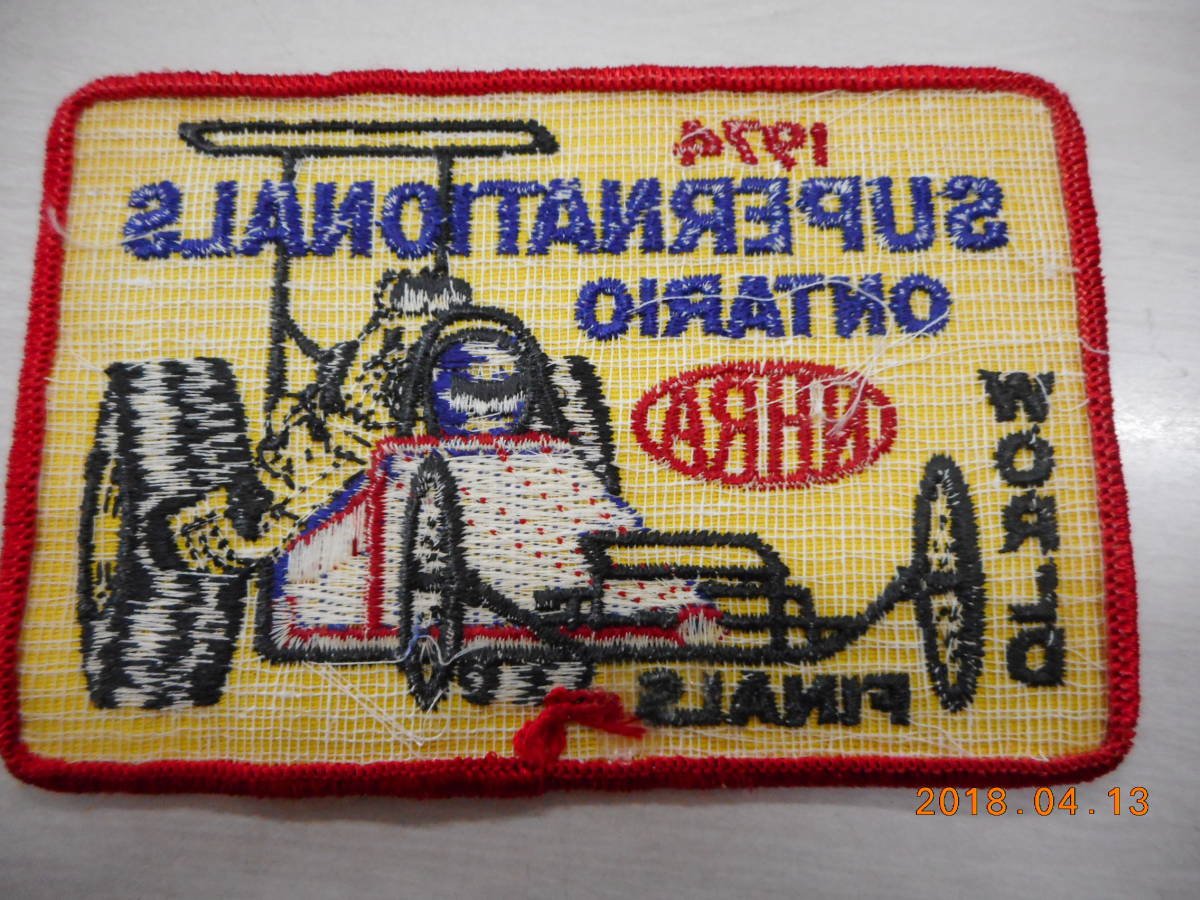 1974
SUPERNATIONALS
ONTARIO
NHRA
WORLD
FINALS
2018.04.13